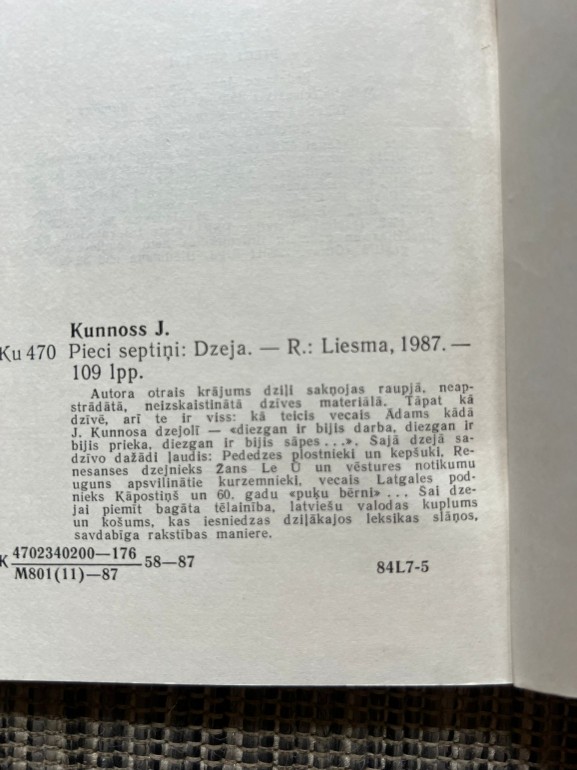 Kunnoss J.
Ku 470 Pieci septiņi: Dzeja. — R.: Liesma, 1987. —
109 lpp.
Autora otrais krājums dziļi sakņojas raupjā, neap-
strādātā, neizskaistinātā dzīves materiālā. Tāpat kā
dzīvē, arī te ir viss: kā teicis vecais Ādams kādā
J. Kunnosa dzejolī — «diezgan ir bijis darba, diezgan ir
bijis prieka, diezgan ir bijis sāpes...». Šajā dzejā sa-
dzīvo dažādi ļaudis: Pededzes plostnieki un kepšuki, Re-
nesanses dzejnieks Žans Le Ū un vēstures notikumu
uguns apsvilinātie kurzemnieki, vecais Latgales pod-
nieks Kāpostiņš un 60. gadu «puķu bērni»... Šai dze-
jai piemīt bagāta tēlainība, latviešu valodas kuplums
un košums, kas iesniedzas dziļākajos leksikas slāņos,
savdabīga rakstības maniere.
K 4702340200—176 58—87
M801(11)—87
84L7-5